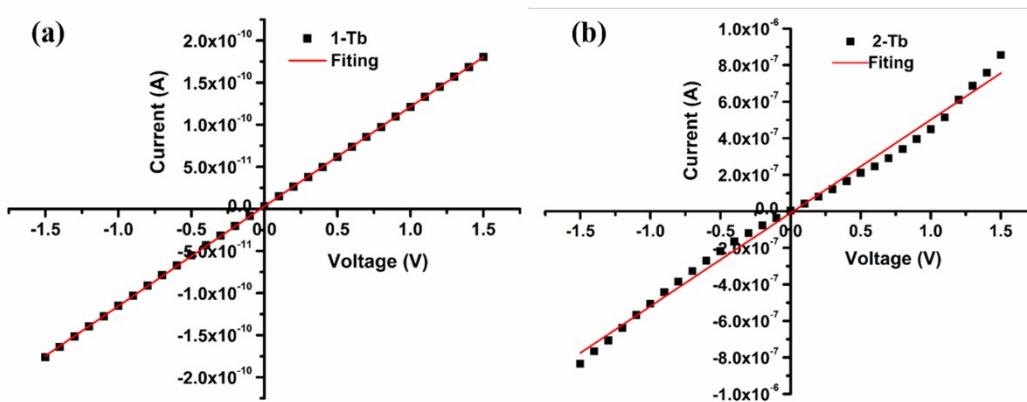 (a)
1-Tb
Fiting
Current (A)
2.0x10⁻¹⁰
1.5x10⁻¹⁰
1.0x10⁻¹⁰
5.0x10⁻¹¹
0.0
-5.0x10⁻¹¹
-1.0x10⁻¹⁰
-1.5x10⁻¹⁰
-2.0x10⁻¹⁰
-1.5 -1.0 -0.5 0.0 0.5 1.0 1.5
Voltage (V)
(b)
2-Tb
Fiting
Current (A)
1.0x10⁻⁶
8.0x10⁻⁷
6.0x10⁻⁷
4.0x10⁻⁷
2.0x10⁻⁷
0.0
-2.0x10⁻⁷
-4.0x10⁻⁷
-6.0x10⁻⁷
-8.0x10⁻⁷
-1.0x10⁻⁶
-1.5 -1.0 -0.5 0.0 0.5 1.0 1.5
Voltage (V)